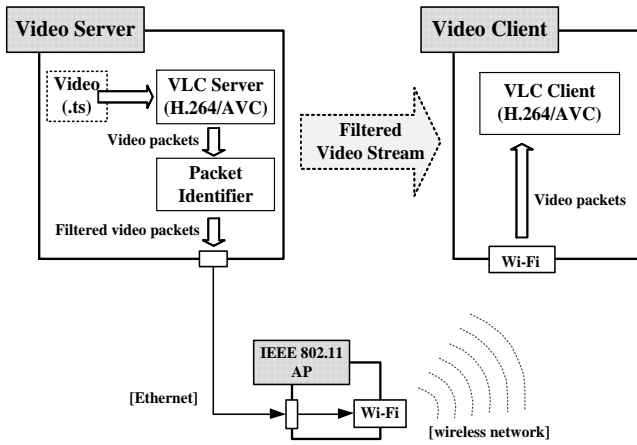 Video Server
Video
(.ts)
VLC Server
(H.264/AVC)
Video packets
Packet
Identifier
Filtered video packets
Filtered
Video Stream
Video Client
VLC Client
(H.264/AVC)
Video packets
Wi-Fi
IEEE 802.11
AP
[Ethernet]
Wi-Fi
[wireless network]